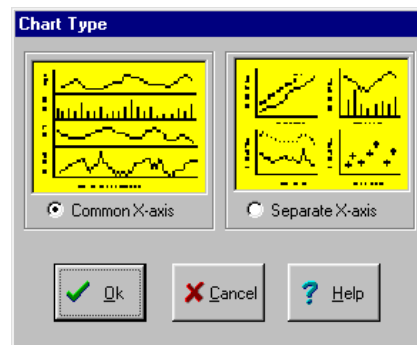 Chart Type
Common X-axis
Separate X-axis
Ok
Cancel
Help